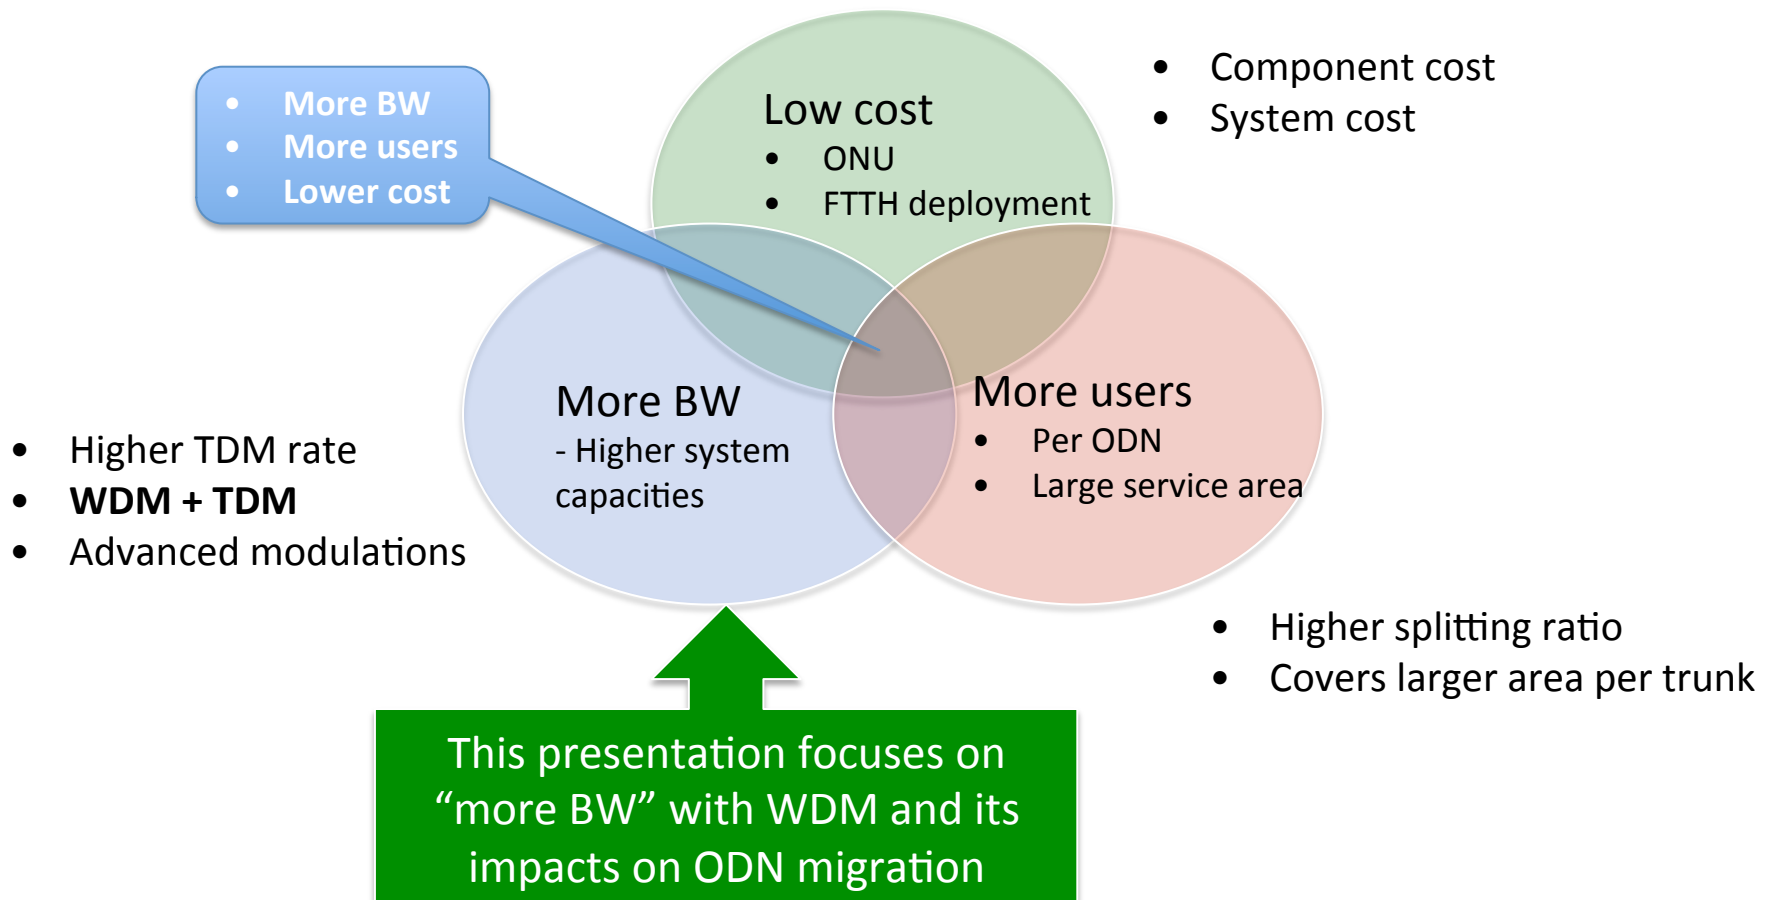 • More BW
• More users
• Lower cost
Low cost
• ONU
• FTTH deployment
• Component cost
• System cost
More BW
- Higher system
capacities
More users
• Per ODN
• Large service area
• Higher TDM rate
• WDM + TDM
• Advanced modulations
• Higher splitting ratio
• Covers larger area per trunk
This presentation focuses on
“more BW” with WDM and its
impacts on ODN migration